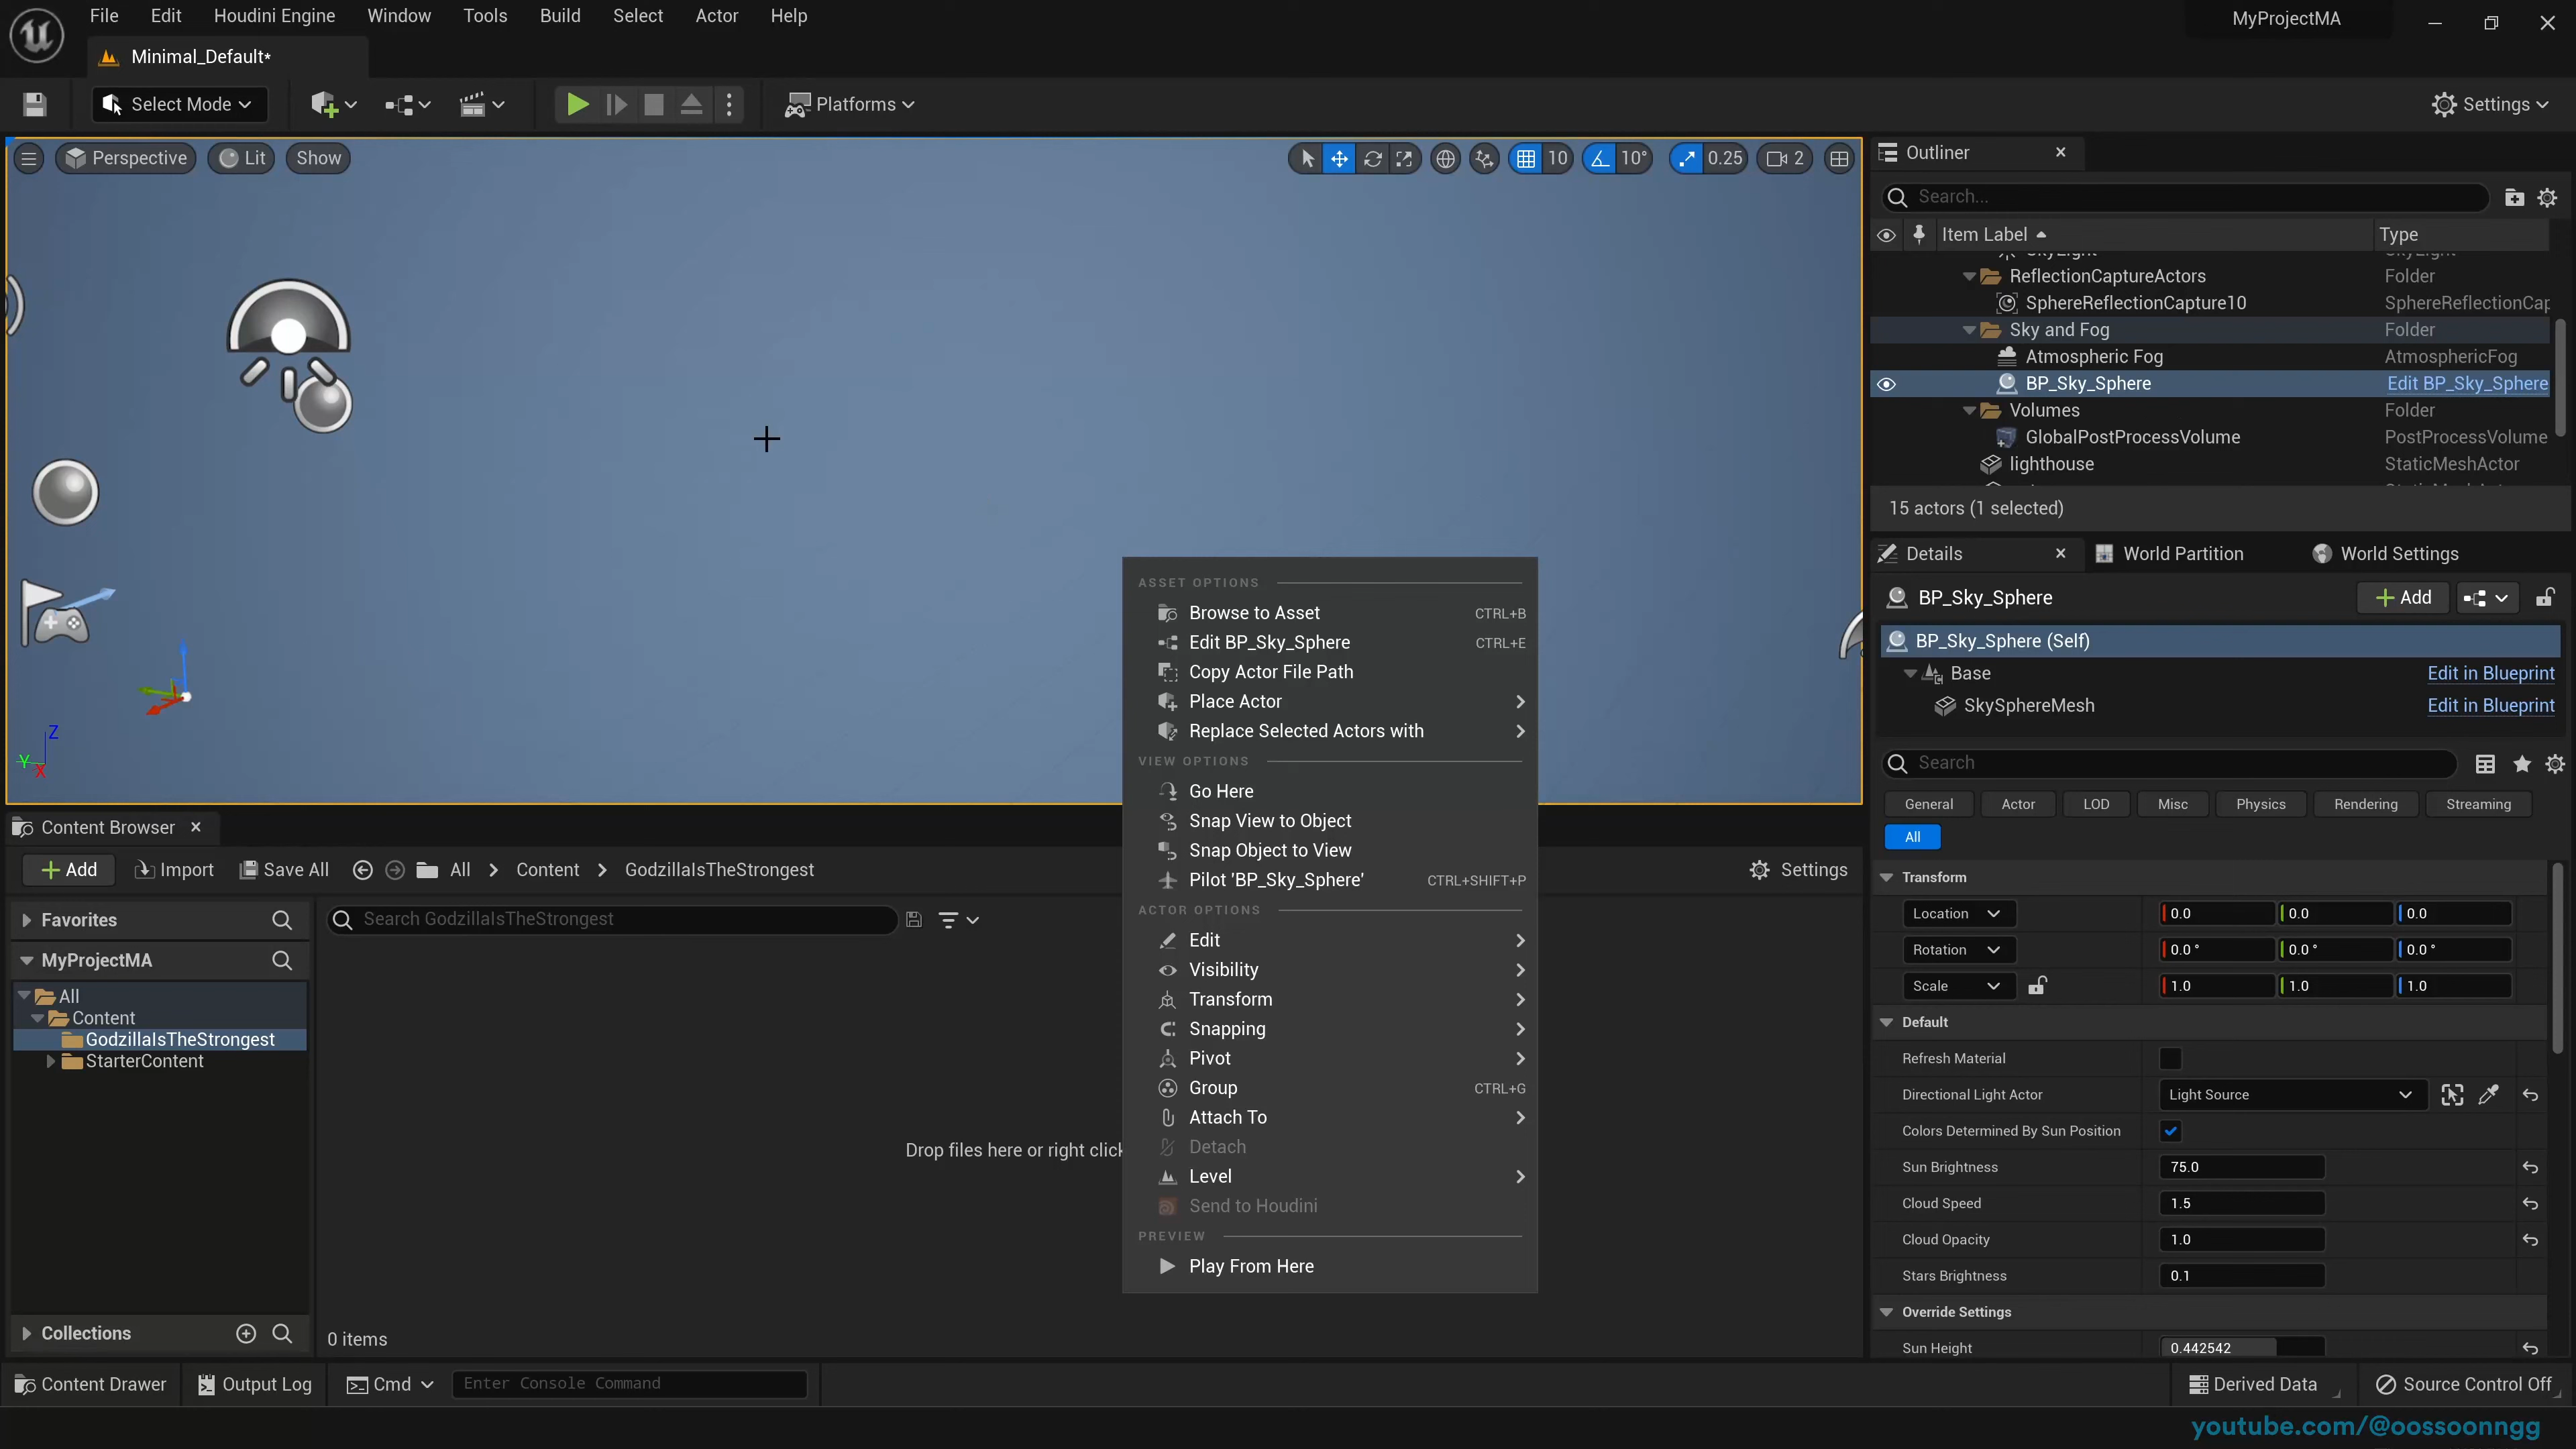 File Edit Houdini Engine Window Tools Build Select Actor Help
MyProjectMA
Minimal_Default*
Select Mode
Platforms
Settings
Perspective Lit Show
10 10° 0.25 2
Outliner
Search...
Item Label Type
ReflectionCaptureActors Folder
SphereReflectionCapture10 SphereReflectionCap
Sky and Fog Folder
Atmospheric Fog AtmosphericFog
BP_Sky_Sphere Edit BP_Sky_Sphere
Volumes Folder
GlobalPostProcessVolume PostProcessVolume
lighthouse StaticMeshActor
15 actors (1 selected)
Details World Partition World Settings
BP_Sky_Sphere Add
BP_Sky_Sphere (Self)
Base Edit in Blueprint
SkySphereMesh Edit in Blueprint
Search
General Actor LOD Misc Physics Rendering Streaming
All
Transform
Location 0.0 0.0 0.0
Rotation 0.0 ° 0.0 ° 0.0 °
Scale 1.0 1.0 1.0
Default
Refresh Material
Directional Light Actor Light Source
Colors Determined By Sun Position
Sun Brightness 75.0
Cloud Speed 1.5
Cloud Opacity 1.0
Stars Brightness 0.1
Override Settings
Sun Height 0.442542
Z
Y
X
ASSET OPTIONS
Browse to Asset CTRL+B
Edit BP_Sky_Sphere CTRL+E
Copy Actor File Path
Place Actor
Replace Selected Actors with
VIEW OPTIONS
Go Here
Snap View to Object
Snap Object to View
Pilot 'BP_Sky_Sphere' CTRL+SHIFT+P
ACTOR OPTIONS
Edit
Visibility
Transform
Snapping
Pivot
Group CTRL+G
Attach To
Detach
Level
Send to Houdini
PREVIEW
Play From Here
Content Browser
Add Import Save All All Content GodzillaIsTheStrongest
Settings
Favorites
Search GodzillaIsTheStrongest
MyProjectMA
All
Content
GodzillaIsTheStrongest
StarterContent
Drop files here or right click
Collections
0 items
Content Drawer Output Log Cmd Enter Console Command
Derived Data Source Control Off
youtube.com/@oossoonngg